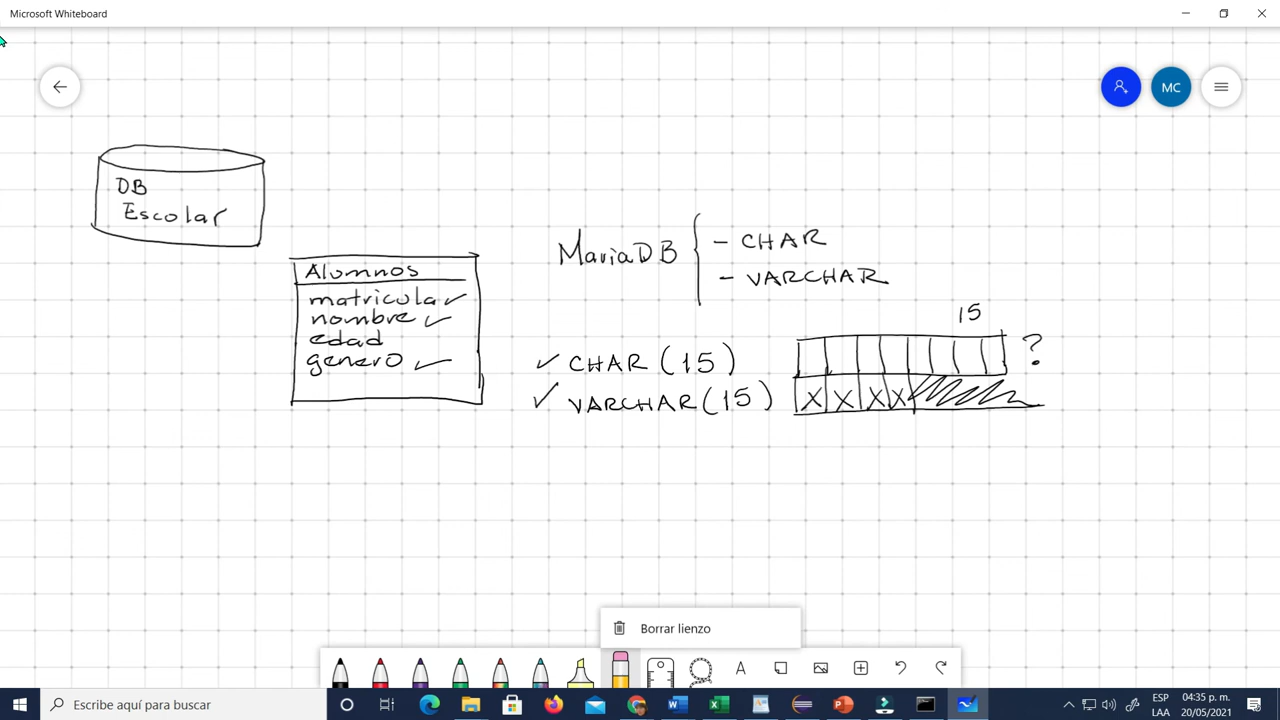 Microsoft Whiteboard
MC
DB
Escolar
Alumnos
matricula
nombre
edad
genero
MariaDB
- CHAR
- VARCHAR
15
CHAR (15)
?
VARCHAR (15)
X X X X
Borrar lienzo
A
Escribe aquí para buscar
ESP
LAA
04:35 p. m.
20/05/2021